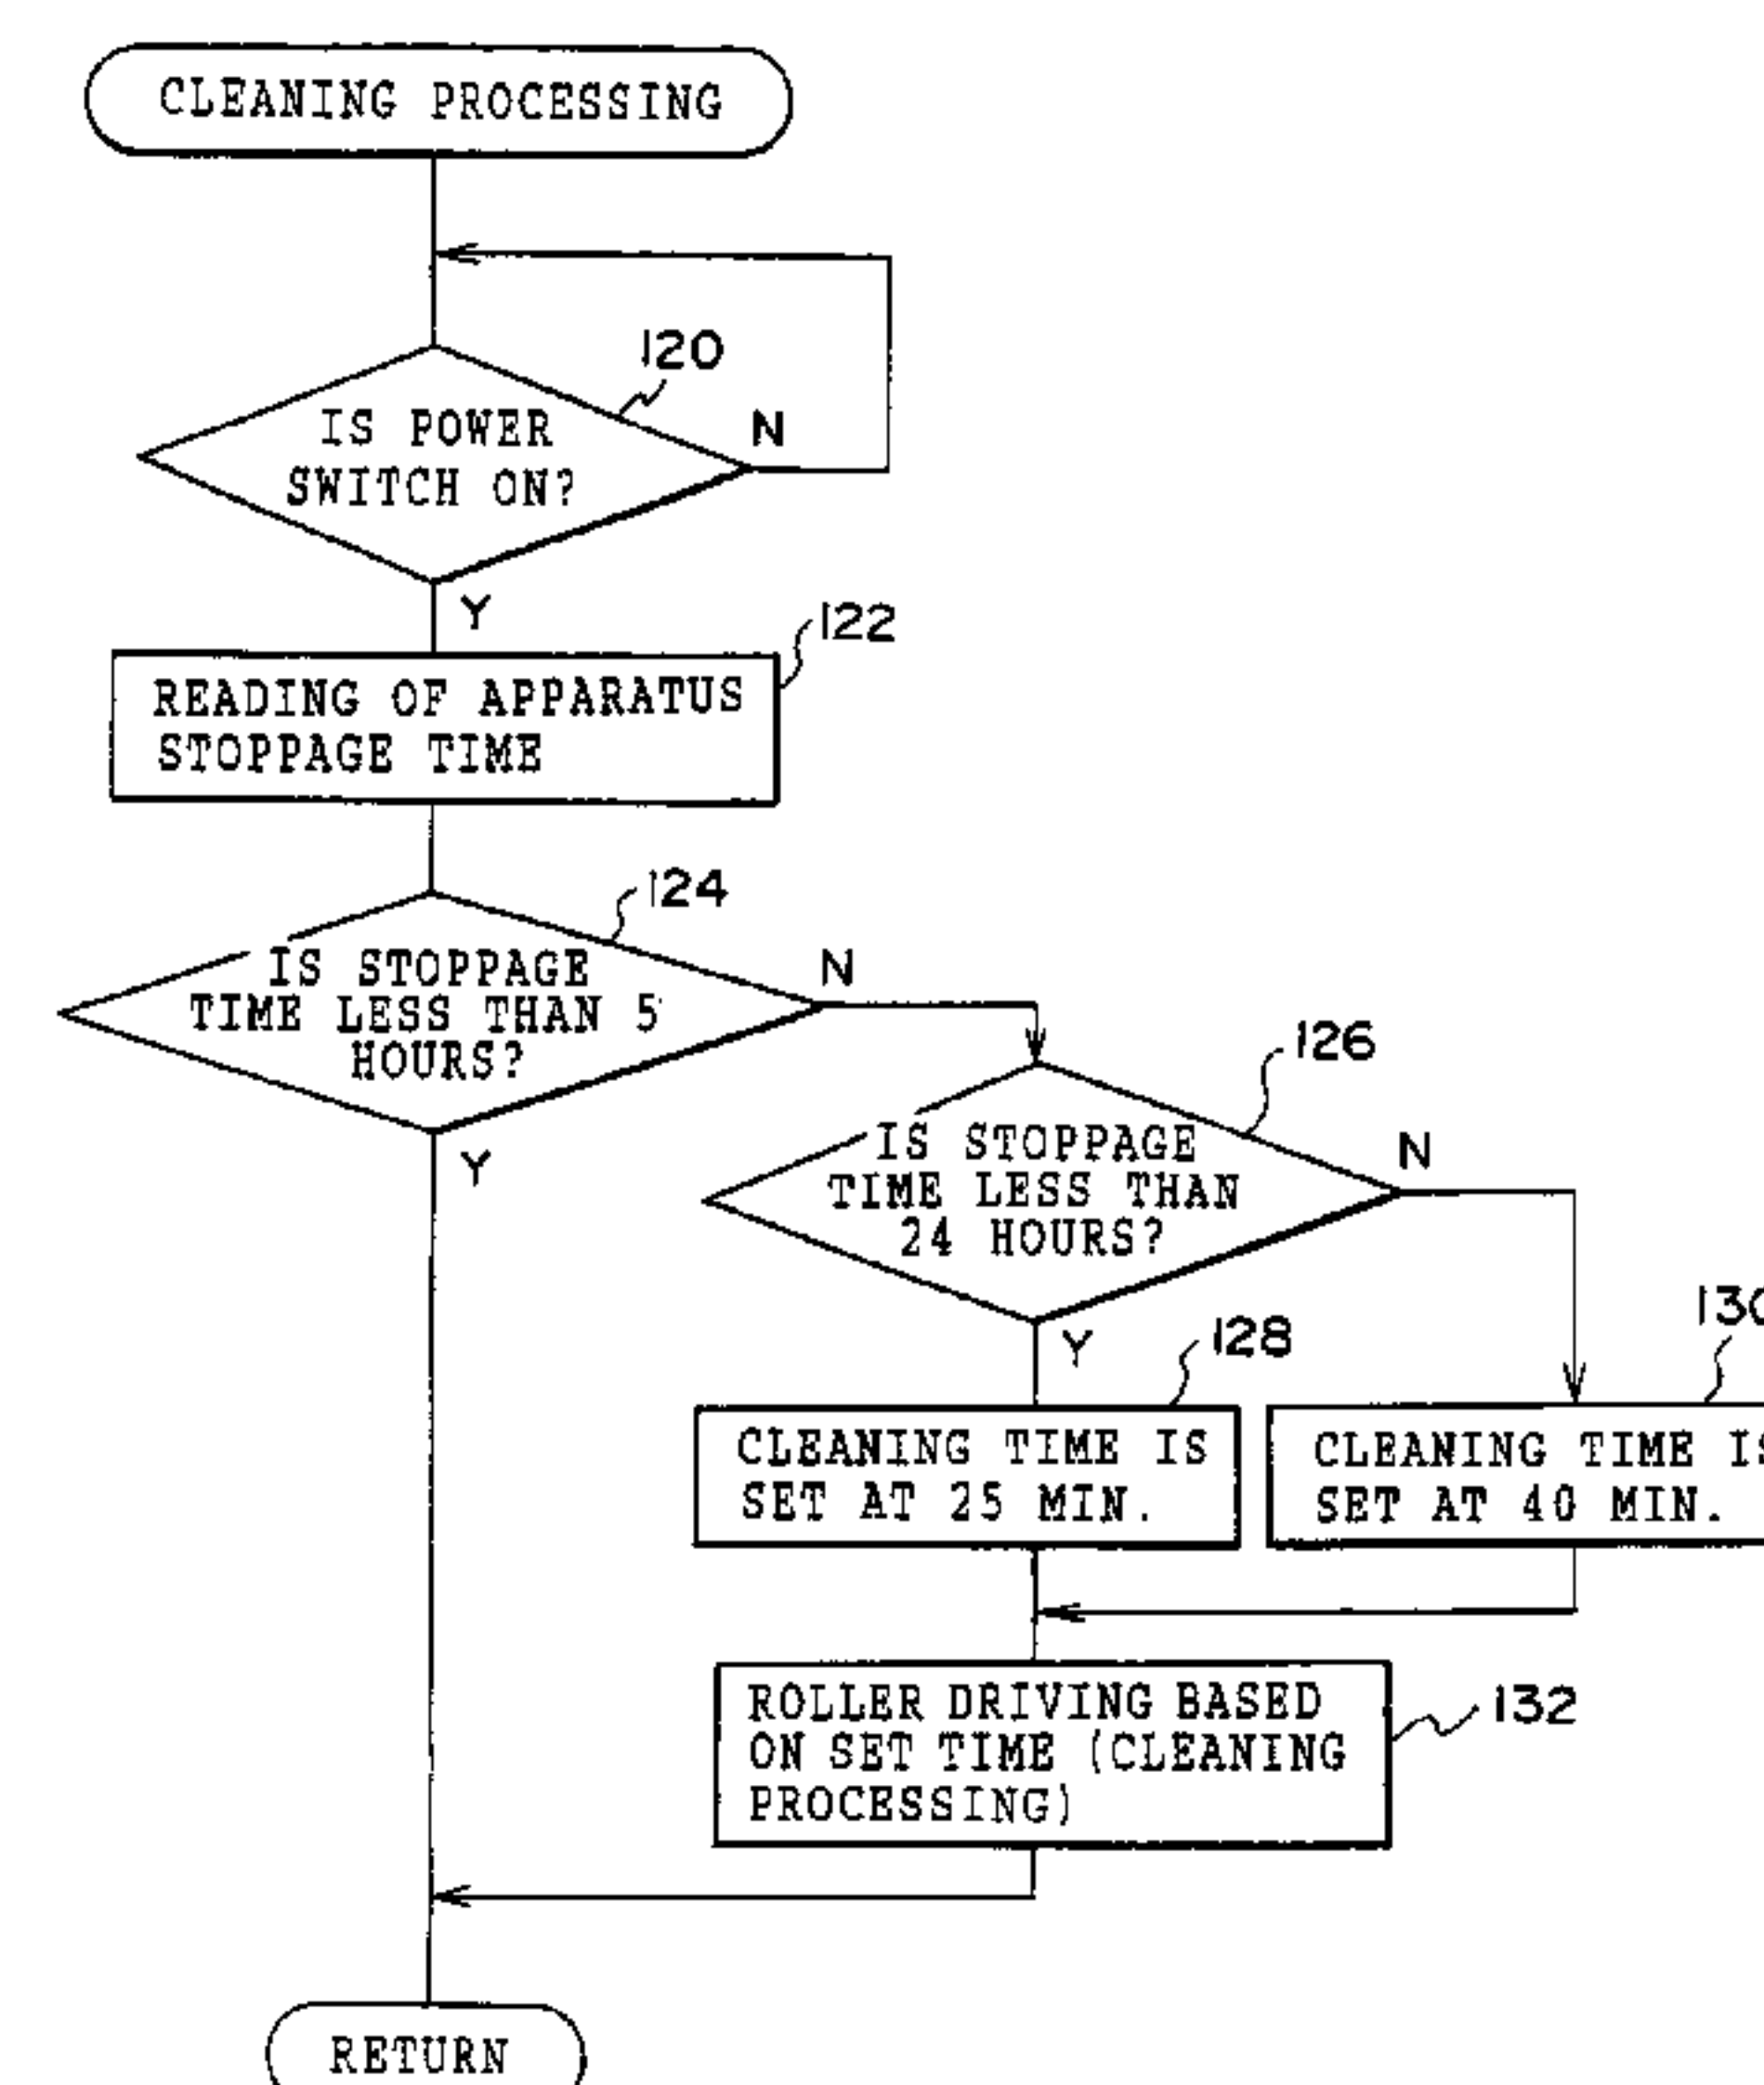 CLEANING PROCESSING
120
IS POWER
SWITCH ON?
N
Y
122
READING OF APPARATUS
STOPPAGE TIME
124
IS STOPPAGE
TIME LESS THAN 5
HOURS?
N
Y
126
IS STOPPAGE
TIME LESS THAN
24 HOURS?
N
Y
128
CLEANING TIME IS
SET AT 25 MIN.
130
CLEANING TIME IS
SET AT 40 MIN.
ROLLER DRIVING BASED
ON SET TIME (CLEANING
PROCESSING)
132
RETURN